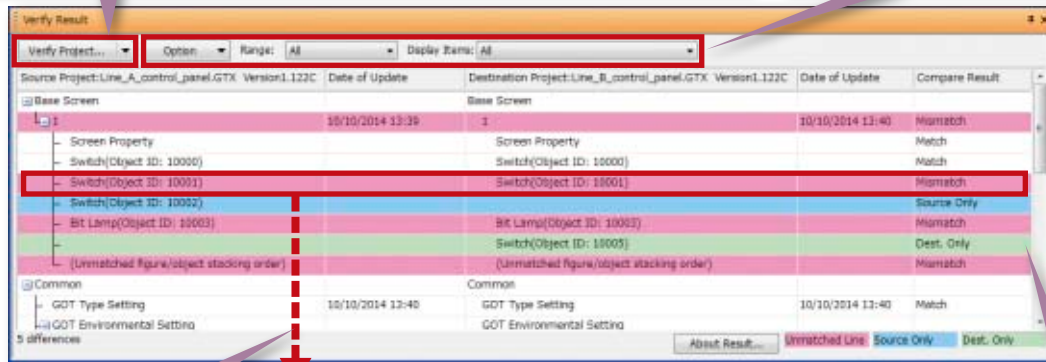 Verify Result
Verify Project... Option Range: All Display Items: All
Source Project:Line_A_control_panel.GTX Version1.122C Date of Update Destination Project:Line_B_control_panel.GTX Version1.122C Date of Update Compare Result
Base Screen Base Screen
1 10/10/2014 13:39 1 10/10/2014 13:40 Mismatch
Screen Property Screen Property Match
Switch(Object ID: 10000) Switch(Object ID: 10000) Match
Switch(Object ID: 10001) Switch(Object ID: 10001) Mismatch
Switch(Object ID: 10002) Source Only
Bit Lamp(Object ID: 10003) Bit Lamp(Object ID: 10003) Mismatch
Switch(Object ID: 10005) Dest. Only
(Unmatched figure/object stacking order) (Unmatched figure/object stacking order) Mismatch
Common Common
GOT Type Setting 10/10/2014 13:40 GOT Type Setting 10/10/2014 13:40 Match
GOT Environmental Setting GOT Environmental Setting
5 differences About Result... Unmatched Line Source Only Dest. Only